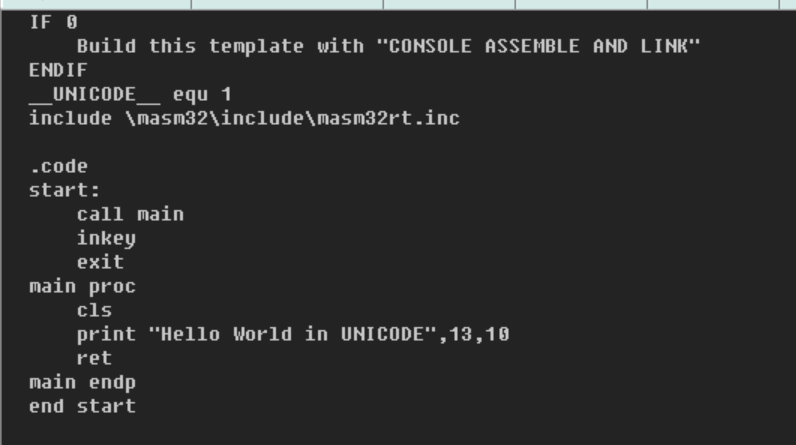 IF 0
    Build this template with "CONSOLE ASSEMBLE AND LINK"
ENDIF
__UNICODE__ equ 1
include \masm32\include\masm32rt.inc

.code
start:
    call main
    inkey
    exit
main proc
    cls
    print "Hello World in UNICODE",13,10
    ret
main endp
end start